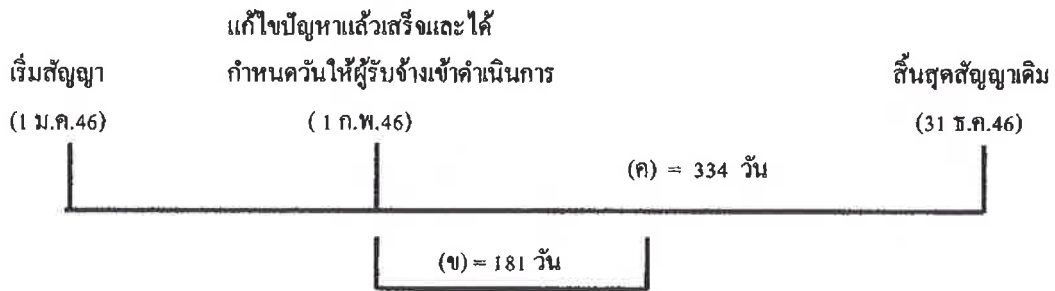 แก้ไขปัญหาแล้วเสร็จและได้
เริ่มสัญญา กำหนดวันให้ผู้รับจ้างเข้าดำเนินการ สิ้นสุดสัญญาเดิม
(1 ม.ค.46) ( 1 ก.พ.46) (31 ธ.ค.46)
(ค) = 334 วัน
(ข) = 181 วัน